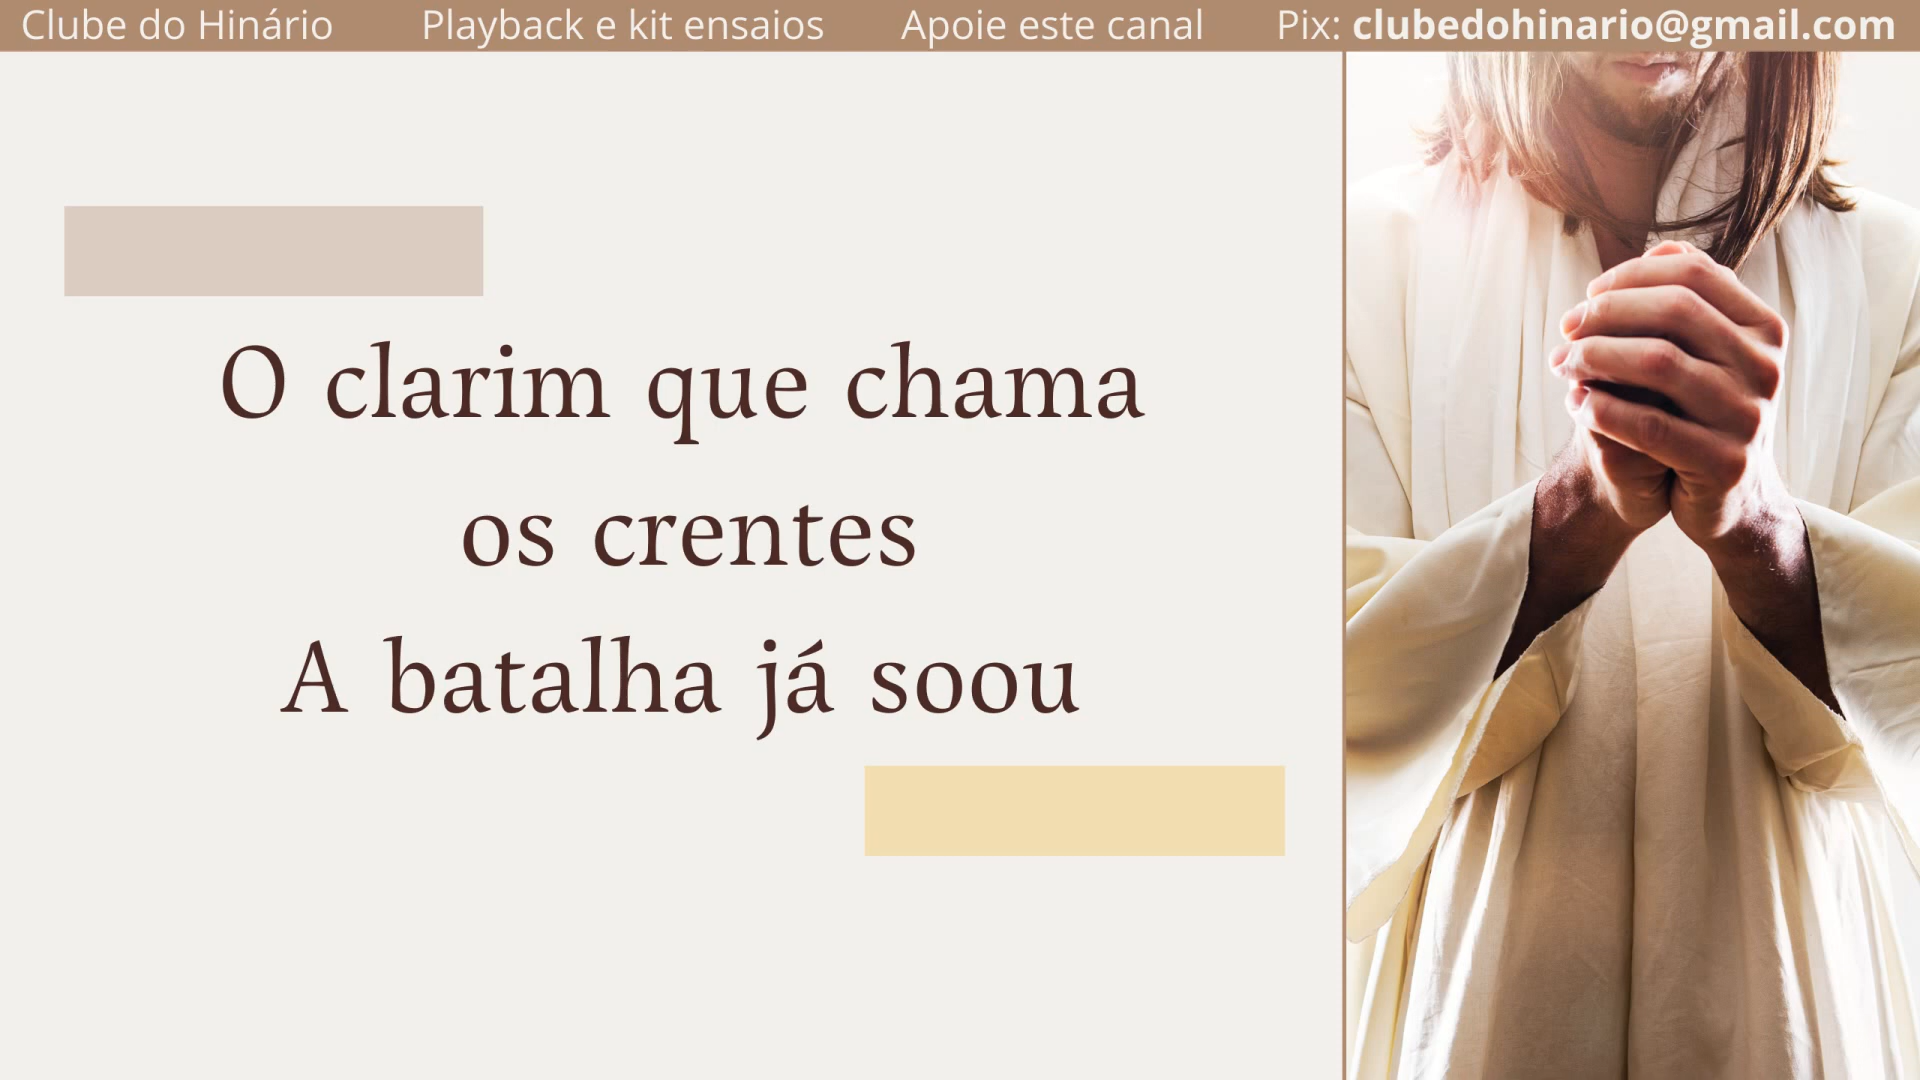 Clube do Hinário Playback e kit ensaios Apoie este canal Pix: clubedohinario@gmail.com
O clarim que chama
os crentes
A batalha já soou